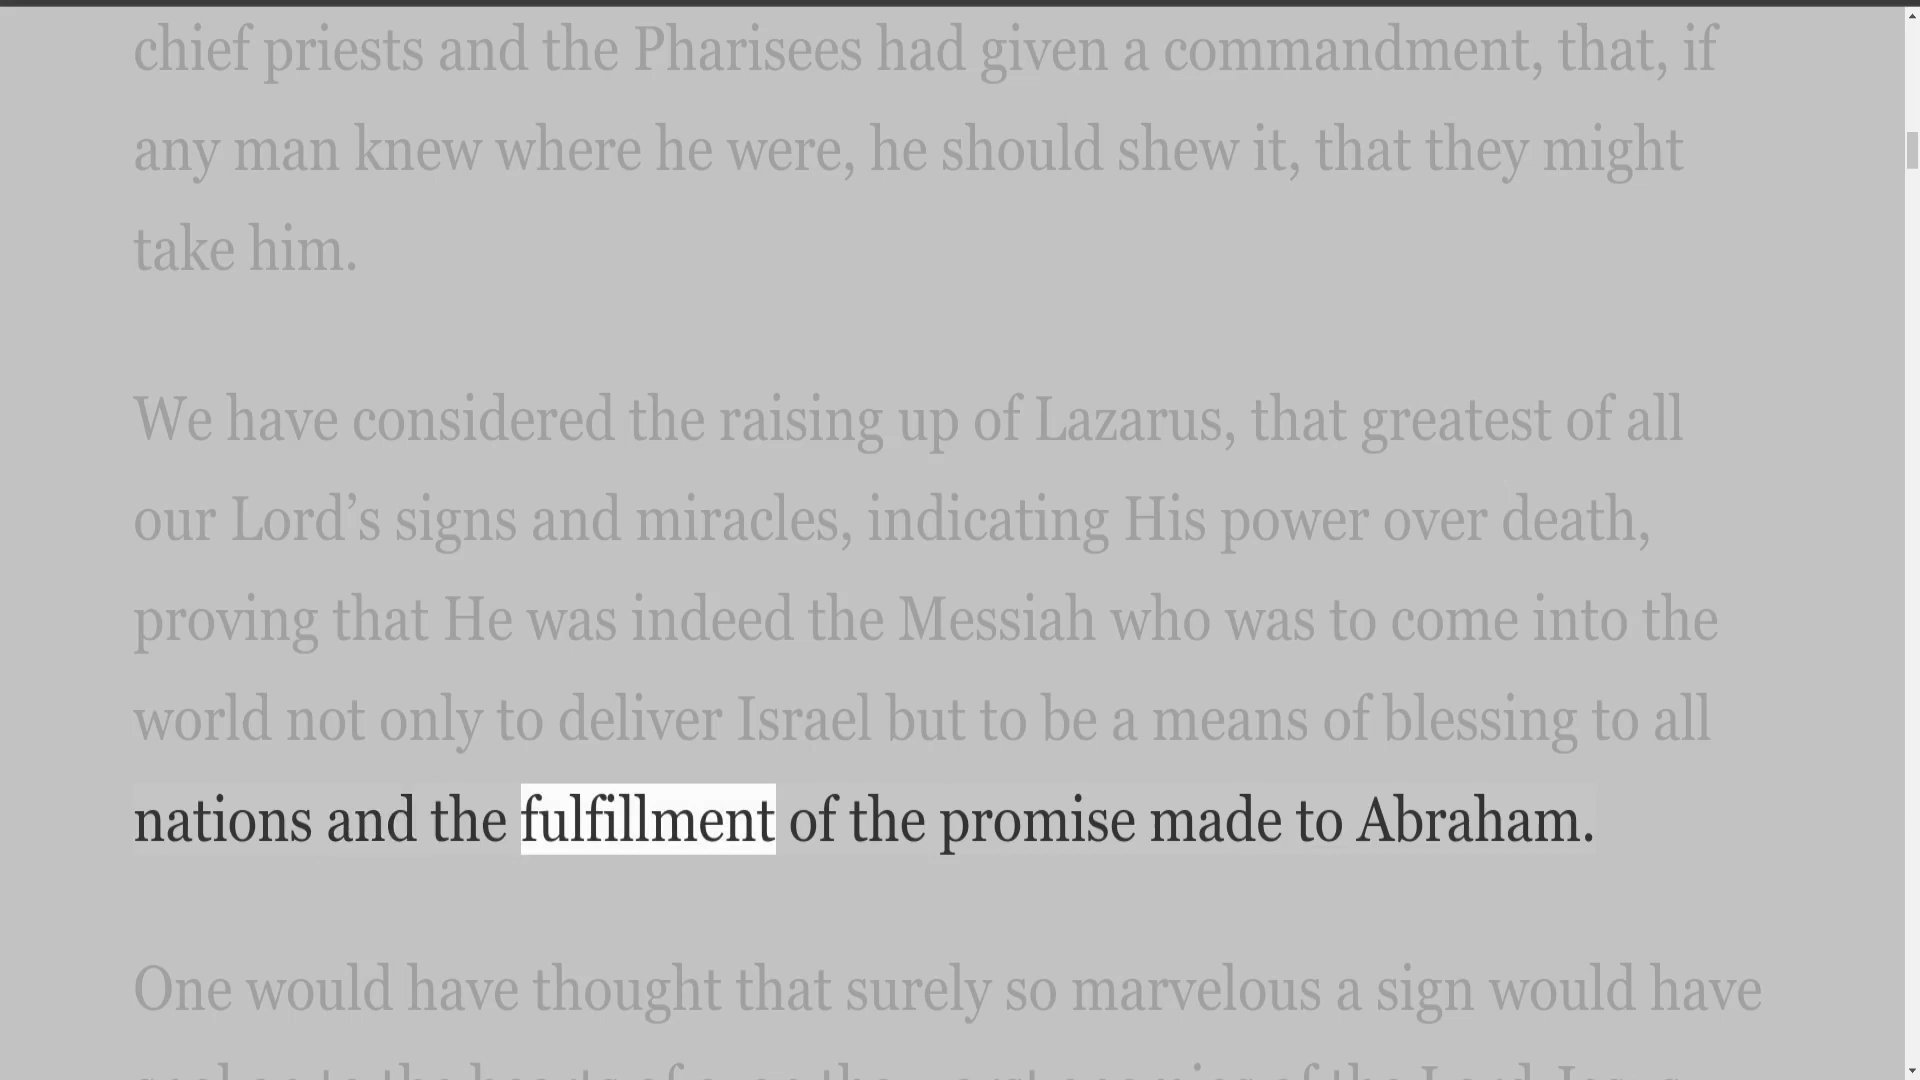 chief priests and the Pharisees had given a commandment, that, if
any man knew where he were, he should shew it, that they might
take him.
We have considered the raising up of Lazarus, that greatest of all
our Lord’s signs and miracles, indicating His power over death,
proving that He was indeed the Messiah who was to come into the
world not only to deliver Israel but to be a means of blessing to all
nations and the fulfillment of the promise made to Abraham.
One would have thought that surely so marvelous a sign would have